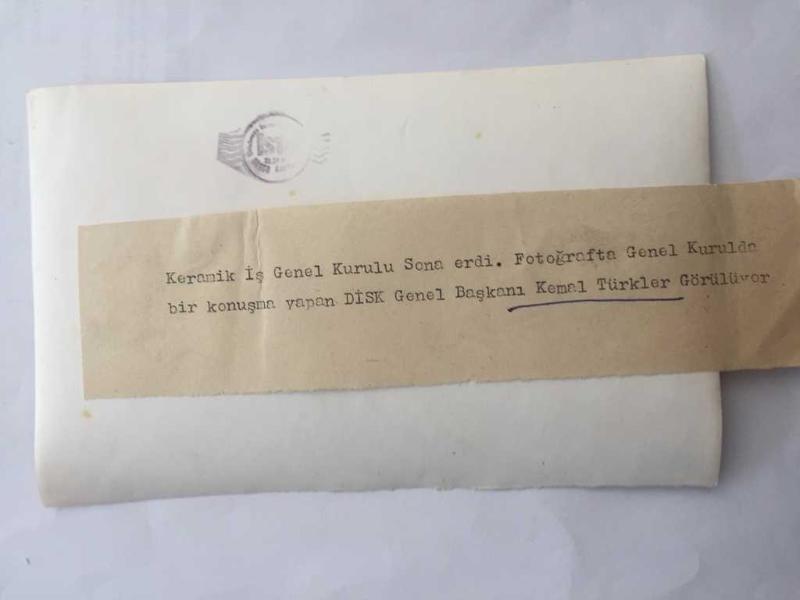 Keramik İş Genel Kurulu Sona erdi. Fotoğrafta Genel Kurulda
bir konuşma yapan DİSK Genel Başkanı Kemal Türkler Görülüyor